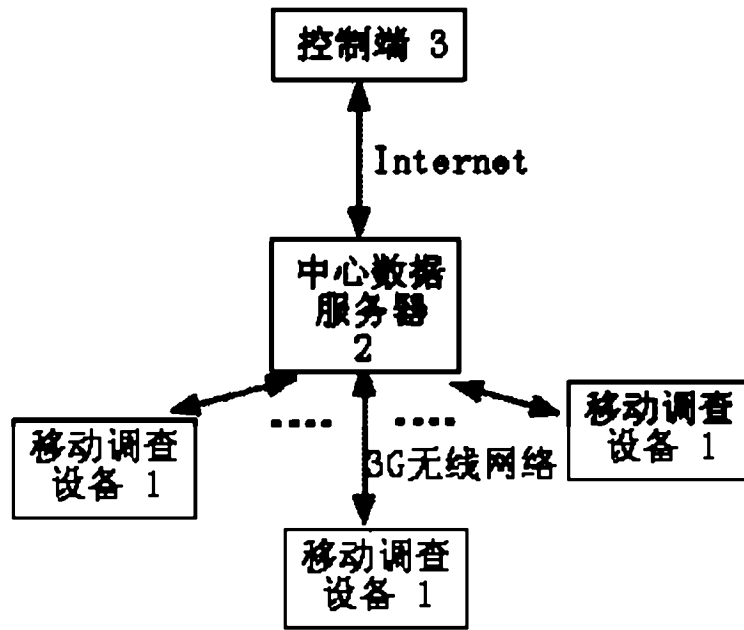 控制端 3
Internet
中心数据
服务器
2
移动调查
设备 1
移动调查
设备 1
3G无线网络
移动调查
设备 1